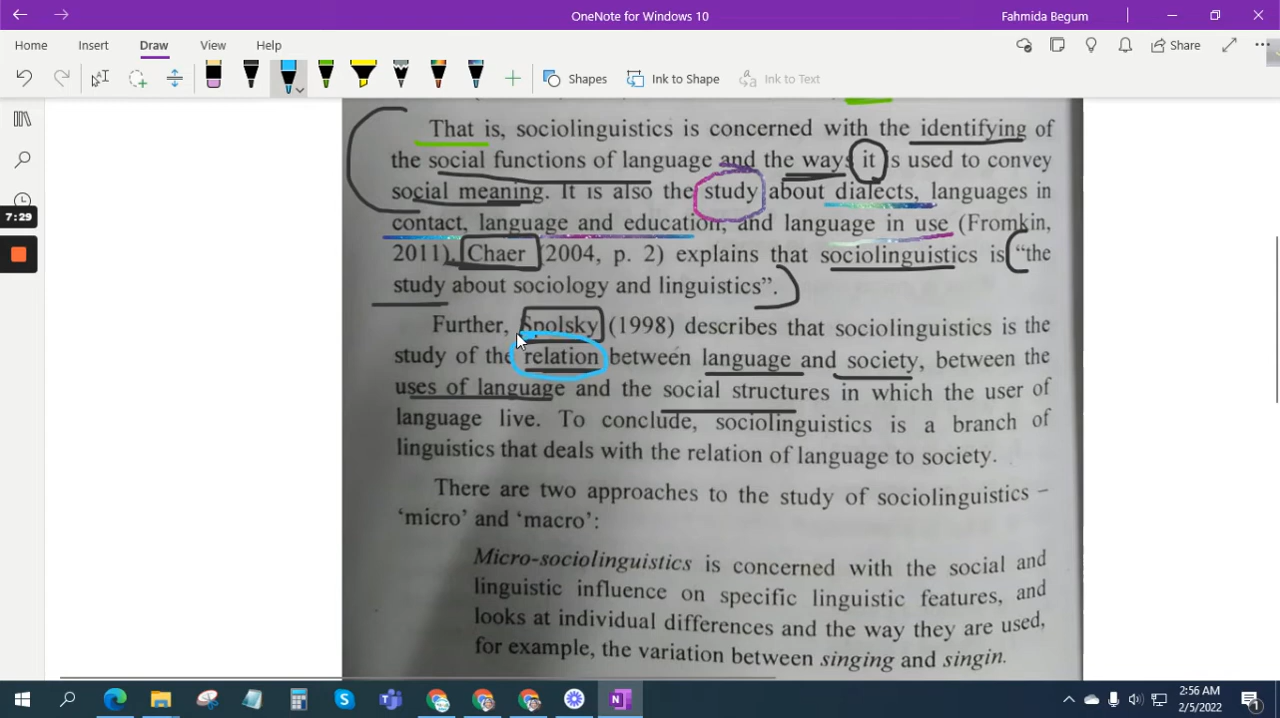 OneNote for Windows 10
Fahmida Begum
Home Insert Draw View Help
Share
Shapes
Ink to Shape
Ink to Text
7:29
That is, sociolinguistics is concerned with the identifying of
the social functions of language and the ways it is used to convey
social meaning. It is also the study about dialects, languages in
contact, language and education, and language in use (Fromkin,
2011). Chaer (2004, p. 2) explains that sociolinguistics is "the
study about sociology and linguistics".
Further, Spolsky (1998) describes that sociolinguistics is the
study of the relation between language and society, between the
uses of language and the social structures in which the user of
language live. To conclude, sociolinguistics is a branch of
linguistics that deals with the relation of language to society.
There are two approaches to the study of sociolinguistics –
'micro' and 'macro':
Micro-sociolinguistics is concerned with the social and
linguistic influence on specific linguistic features, and
looks at individual differences and the way they are used,
for example, the variation between singing and singin.
2:56 AM
2/5/2022